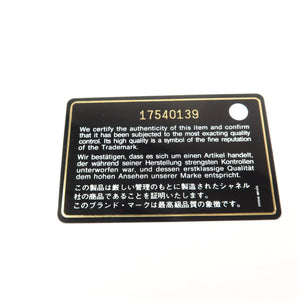 17540139
We certify the authenticity of this item and confirm
that it has been subjected to the most exacting quality
control. Its high quality is a symbol of the fine reputation
of the Trademark.
Wir bestätigen, dass es sich um einen Artikel handelt,
der während seiner Herstellung strengsten Kontrollen
unterworfen war, und dessen erstklassige Qualität
dem hohen Ansehen unserer Marke entspricht.
この製品は厳しい管理のもとに製造されたシャネル
社の商品であることを証明いたします。
このブランド・マークは最高級品質の象徴です。